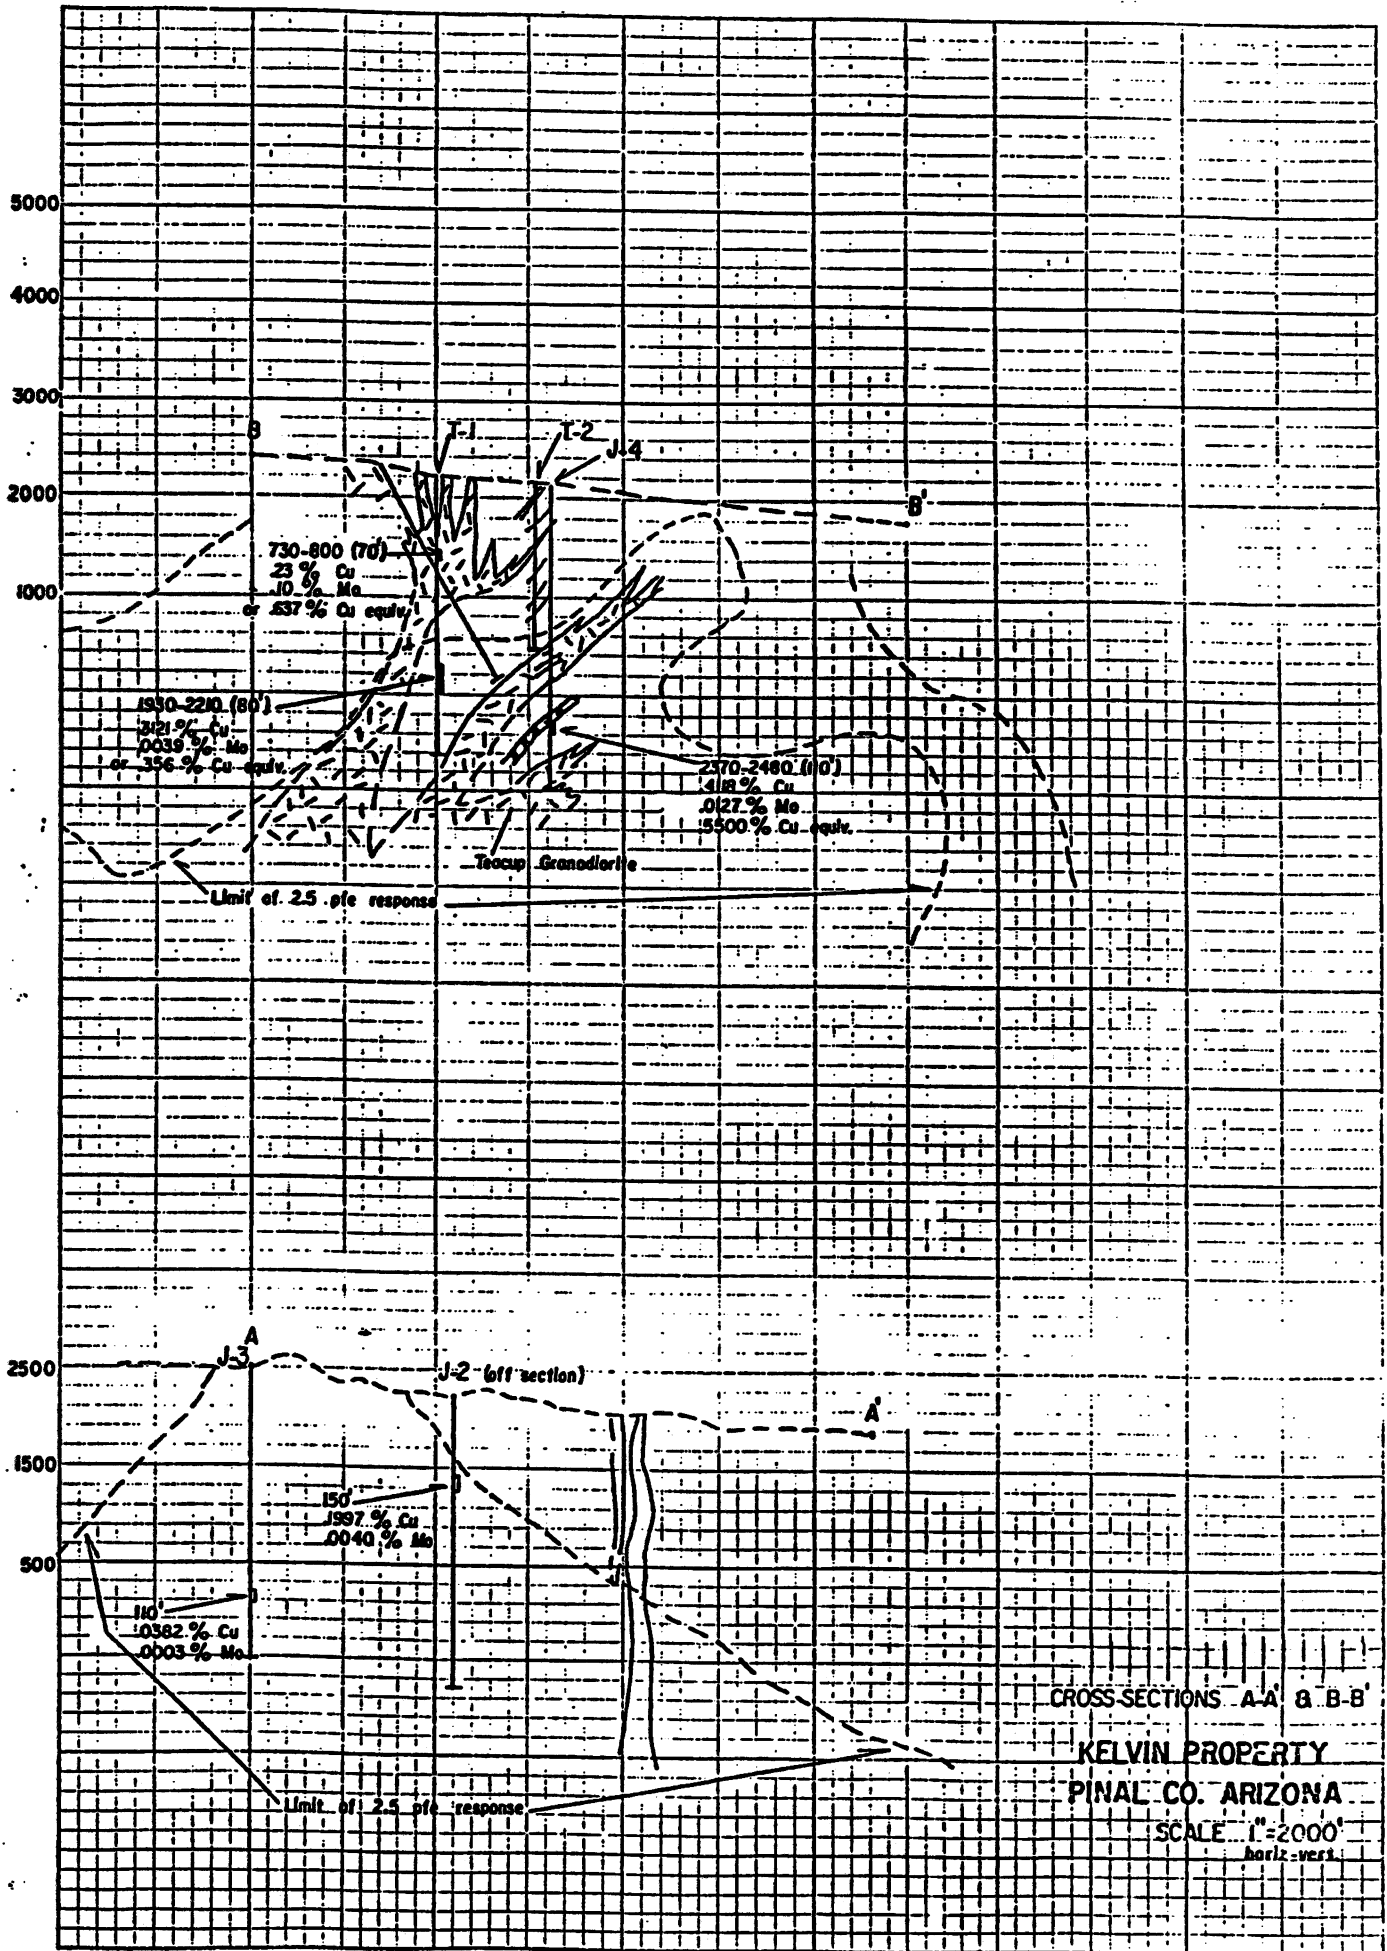 5000
4000
3000
2000
1000
B
T-1
T-2
J-4
B'
730-800 (70')
.23 % Cu
.10 % Mo
or .637 % Cu equiv.
1930-2210 (80')
.3121 % Cu
.0039 % Mo
or .356 % Cu equiv.
2370-2480 (110')
.418 % Cu
.0127 % Mo
.5500 % Cu equiv.
Teacup Granodiorite
Limit of 2.5 pfe response
A
J-3
2500
J-2 (off section)
A'
1500
150'
.1997 % Cu
.0040 % Mo
500
110'
.0382 % Cu
.0003 % Mo
Limit of 2.5 pfe response
CROSS-SECTIONS A-A' & B-B'
KELVIN PROPERTY
PINAL CO. ARIZONA
SCALE 1"=2000'
horiz-vert.